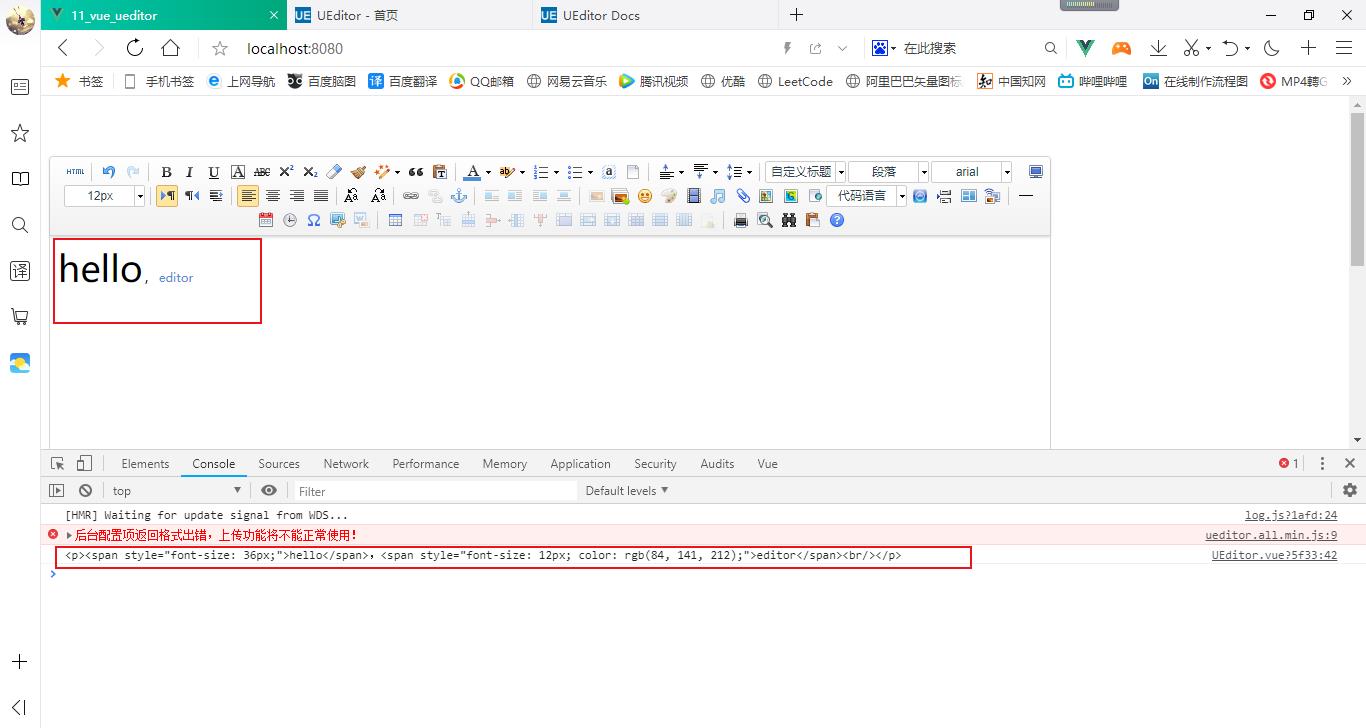 11_vue_ueditor UEditor - 首页 UEditor Docs
localhost:8080 在此搜索
书签 手机书签 上网导航 百度脑图 百度翻译 QQ邮箱 网易云音乐 腾讯视频 优酷 LeetCode 阿里巴巴矢量图标 中国知网 哔哩哔哩 在线制作流程图 MP4轉G
HTML B I U A ABC X² X₂ 自定义标题 段落 arial
12px 代码语言
hello, editor
Elements Console Sources Network Performance Memory Application Security Audits Vue 1
top Filter Default levels
[HMR] Waiting for update signal from WDS... log.js?1afd:24
后台配置项返回格式出错，上传功能将不能正常使用！ ueditor.all.min.js:9
<p><span style="font-size: 36px;">hello</span>，<span style="font-size: 12px; color: rgb(84, 141, 212);">editor</span><br/></p> UEditor.vue?5f33:42